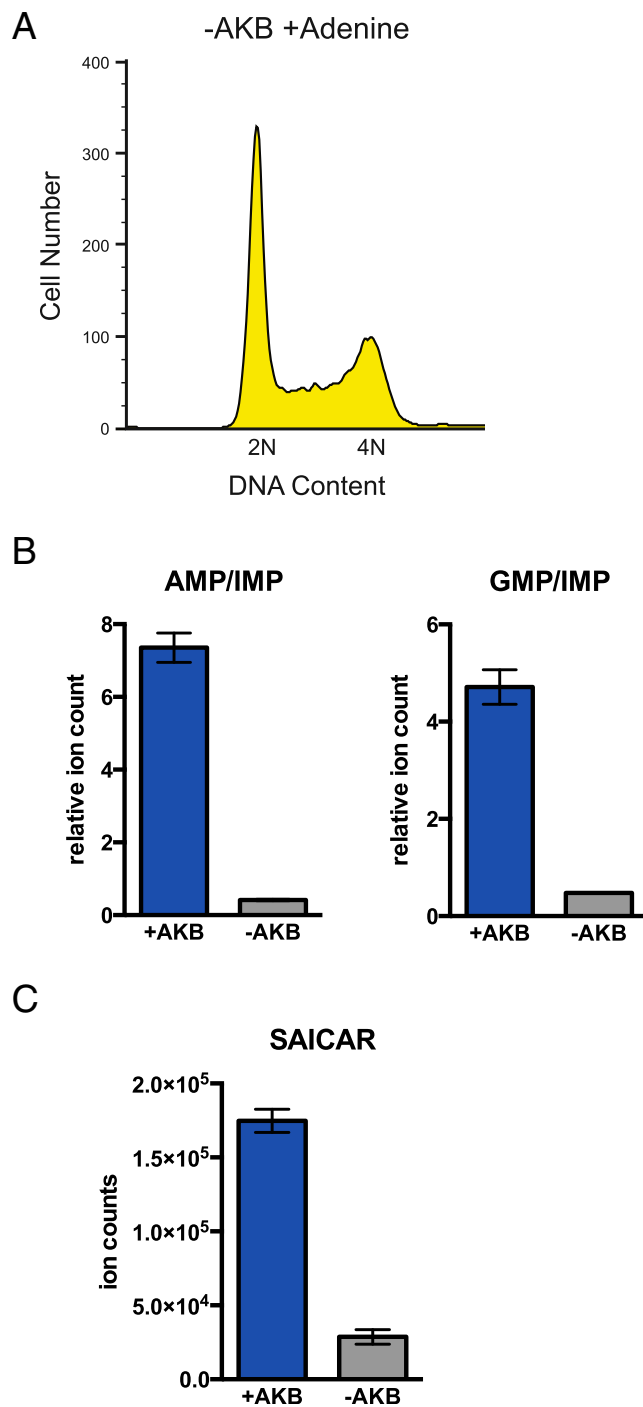 A
-AKB +Adenine
400
300
200
100
0
Cell Number
2N 4N
DNA Content
B
AMP/IMP
8
6
4
2
0
relative ion count
+AKB -AKB
GMP/IMP
6
4
2
0
relative ion count
+AKB -AKB
C
SAICAR
2.0×10⁵
1.5×10⁵
1.0×10⁵
5.0×10⁴
0.0
ion counts
+AKB -AKB